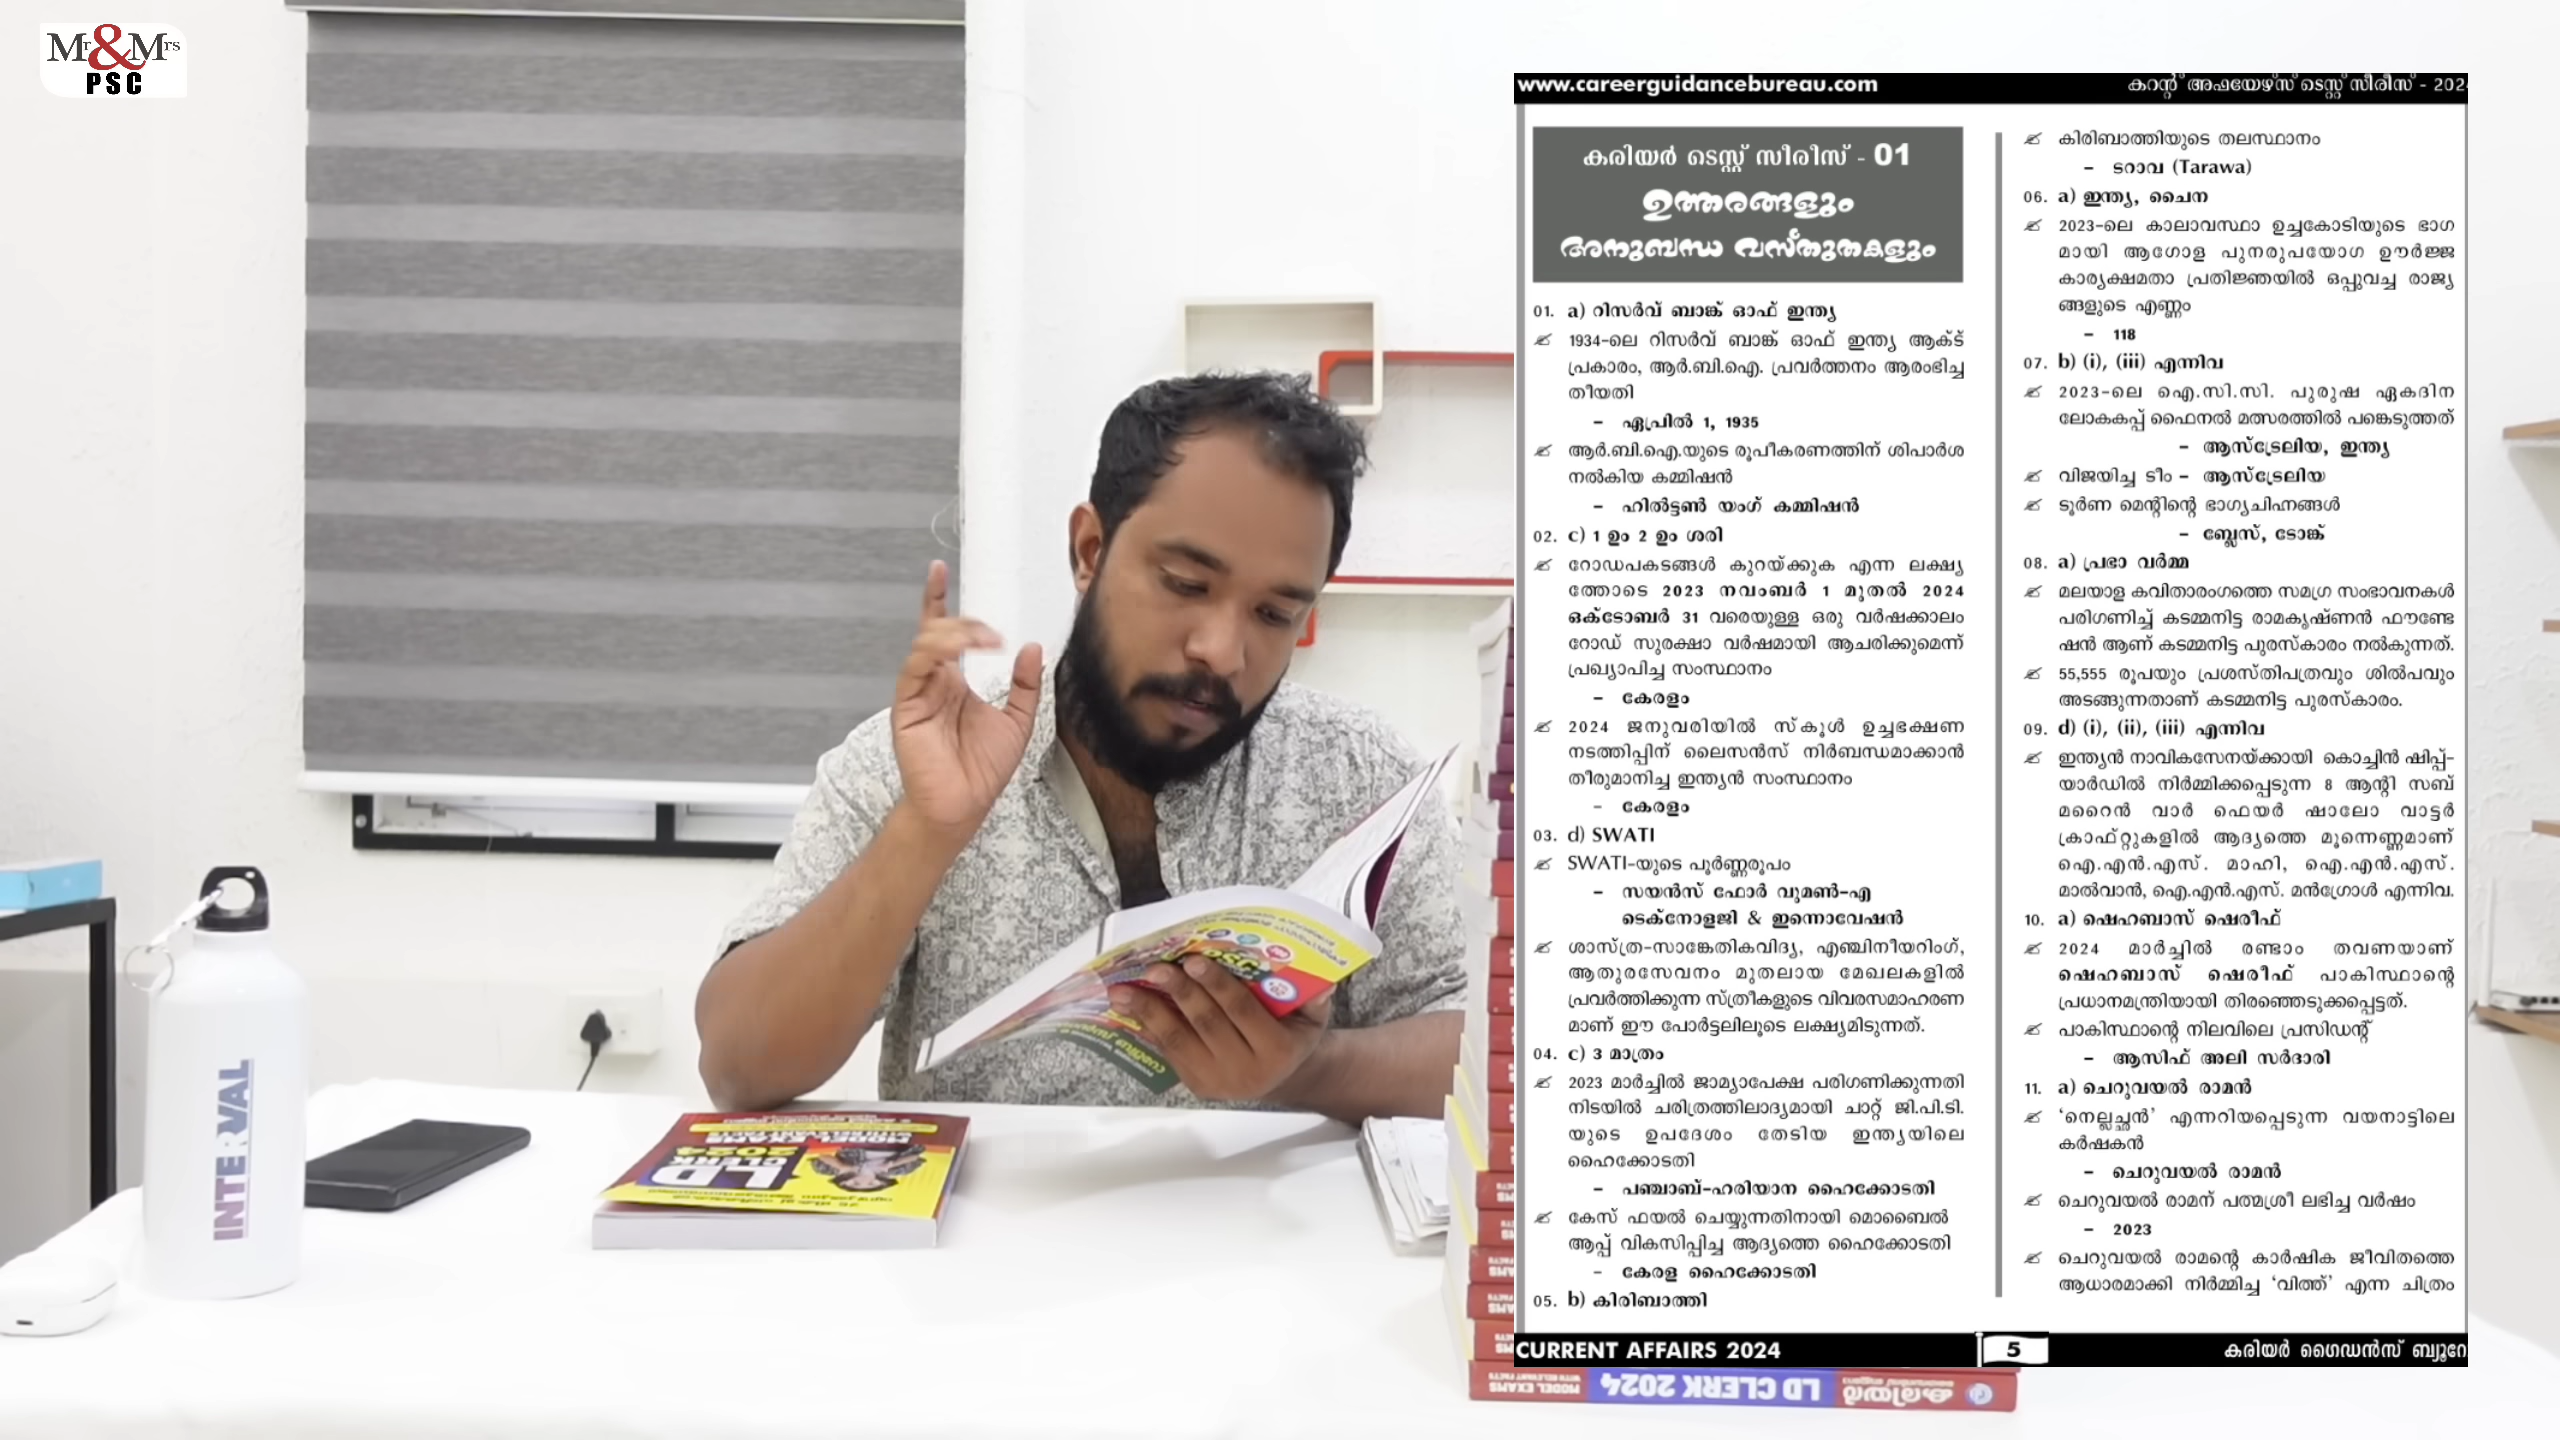 Mr&Mrs
PSC
www.careerguidancebureau.com
കറന്റ് അഫയേഴ്സ് ടെസ്റ്റ് സീരീസ് - 202
കരിയർ ടെസ്റ്റ് സീരീസ് - 01
ഉത്തരങ്ങളും
അനുബന്ധ വസ്തുതകളും
01. a) റിസർവ് ബാങ്ക് ഓഫ് ഇന്ത്യ
1934-ലെ റിസർവ് ബാങ്ക് ഓഫ് ഇന്ത്യ ആക്ട്
പ്രകാരം, ആർ.ബി.ഐ. പ്രവർത്തനം ആരംഭിച്ച
തീയതി
- ഏപ്രിൽ 1, 1935
ആർ.ബി.ഐ.യുടെ രൂപീകരണത്തിന് ശിപാർശ
നൽകിയ കമ്മിഷൻ
- ഹിൽട്ടൺ യംഗ് കമ്മിഷൻ
02. c) 1 ഉം 2 ഉം ശരി
റോഡപകടങ്ങൾ കുറയ്ക്കുക എന്ന ലക്ഷ്യ
ത്തോടെ 2023 നവംബർ 1 മുതൽ 2024
ഒക്ടോബർ 31 വരെയുള്ള ഒരു വർഷക്കാലം
റോഡ് സുരക്ഷാ വർഷമായി ആചരിക്കുമെന്ന്
പ്രഖ്യാപിച്ച സംസ്ഥാനം
- കേരളം
2024 ജനുവരിയിൽ സ്കൂൾ ഉച്ചഭക്ഷണ
നടത്തിപ്പിന് ലൈസൻസ് നിർബന്ധമാക്കാൻ
തീരുമാനിച്ച ഇന്ത്യൻ സംസ്ഥാനം
- കേരളം
03. d) SWATI
SWATI-യുടെ പൂർണ്ണരൂപം
- സയൻസ് ഫോർ വുമൺ-എ
ടെക്നോളജി & ഇന്നൊവേഷൻ
ശാസ്ത്ര-സാങ്കേതികവിദ്യ, എഞ്ചിനീയറിംഗ്,
ആതുരസേവനം മുതലായ മേഖലകളിൽ
പ്രവർത്തിക്കുന്ന സ്ത്രീകളുടെ വിവരസമാഹരണ
മാണ് ഈ പോർട്ടലിലൂടെ ലക്ഷ്യമിടുന്നത്.
04. c) 3 മാത്രം
2023 മാർച്ചിൽ ജാമ്യാപേക്ഷ പരിഗണിക്കുന്നതി
നിടയിൽ ചരിത്രത്തിലാദ്യമായി ചാറ്റ് ജി.പി.ടി.
യുടെ ഉപദേശം തേടിയ ഇന്ത്യയിലെ
ഹൈക്കോടതി
- പഞ്ചാബ്-ഹരിയാന ഹൈക്കോടതി
കേസ് ഫയൽ ചെയ്യുന്നതിനായി മൊബൈൽ
ആപ്പ് വികസിപ്പിച്ച ആദ്യത്തെ ഹൈക്കോടതി
- കേരള ഹൈക്കോടതി
05. b) കിരിബാത്തി
കിരിബാത്തിയുടെ തലസ്ഥാനം
- ടറാവ (Tarawa)
06. a) ഇന്ത്യ, ചൈന
2023-ലെ കാലാവസ്ഥാ ഉച്ചകോടിയുടെ ഭാഗ
മായി ആഗോള പുനരുപയോഗ ഊർജ്ജ
കാര്യക്ഷമതാ പ്രതിജ്ഞയിൽ ഒപ്പുവച്ച രാജ്യ
ങ്ങളുടെ എണ്ണം
- 118
07. b) (i), (iii) എന്നിവ
2023-ലെ ഐ.സി.സി. പുരുഷ ഏകദിന
ലോകകപ്പ് ഫൈനൽ മത്സരത്തിൽ പങ്കെടുത്തത്
- ആസ്ട്രേലിയ, ഇന്ത്യ
വിജയിച്ച ടീം - ആസ്ട്രേലിയ
ടൂർണ മെന്റിന്റെ ഭാഗ്യചിഹ്നങ്ങൾ
- ബ്ലേസ്, ടോങ്ക്
08. a) പ്രഭാ വർമ്മ
മലയാള കവിതാരംഗത്തെ സമഗ്ര സംഭാവനകൾ
പരിഗണിച്ച് കടമ്മനിട്ട രാമകൃഷ്ണൻ ഫൗണ്ടേ
ഷൻ ആണ് കടമ്മനിട്ട പുരസ്കാരം നൽകുന്നത്.
55,555 രൂപയും പ്രശസ്തിപത്രവും ശിൽപവും
അടങ്ങുന്നതാണ് കടമ്മനിട്ട പുരസ്കാരം.
09. d) (i), (ii), (iii) എന്നിവ
ഇന്ത്യൻ നാവികസേനയ്ക്കായി കൊച്ചിൻ ഷിപ്പ്-
യാർഡിൽ നിർമ്മിക്കപ്പെടുന്ന 8 ആന്റി സബ്
മറൈൻ വാർ ഫെയർ ഷാലോ വാട്ടർ
ക്രാഫ്റ്റുകളിൽ ആദ്യത്തെ മൂന്നെണ്ണമാണ്
ഐ.എൻ.എസ്. മാഹി, ഐ.എൻ.എസ്.
മാൽവാൻ, ഐ.എൻ.എസ്. മൻഗ്രോൾ എന്നിവ.
10. a) ഷെഹബാസ് ഷെരീഫ്
2024 മാർച്ചിൽ രണ്ടാം തവണയാണ്
ഷെഹബാസ് ഷെരീഫ് പാകിസ്ഥാന്റെ
പ്രധാനമന്ത്രിയായി തിരഞ്ഞെടുക്കപ്പെട്ടത്.
പാകിസ്ഥാന്റെ നിലവിലെ പ്രസിഡന്റ്
- ആസിഫ് അലി സർദാരി
11. a) ചെറുവയൽ രാമൻ
‘നെല്ലച്ഛൻ’ എന്നറിയപ്പെടുന്ന വയനാട്ടിലെ
കർഷകൻ
- ചെറുവയൽ രാമൻ
ചെറുവയൽ രാമന് പത്മശ്രീ ലഭിച്ച വർഷം
- 2023
ചെറുവയൽ രാമന്റെ കാർഷിക ജീവിതത്തെ
ആധാരമാക്കി നിർമ്മിച്ച ‘വിത്ത്’ എന്ന ചിത്രം
CURRENT AFFAIRS 2024
5
കരിയർ ഗൈഡൻസ് ബ്യൂറോ
INTERVAL
MODEL EXAMS
LD
CLERK
2024
MODEL EXAMS
WITH RELEVANT FACTS
LD CLERK 2024